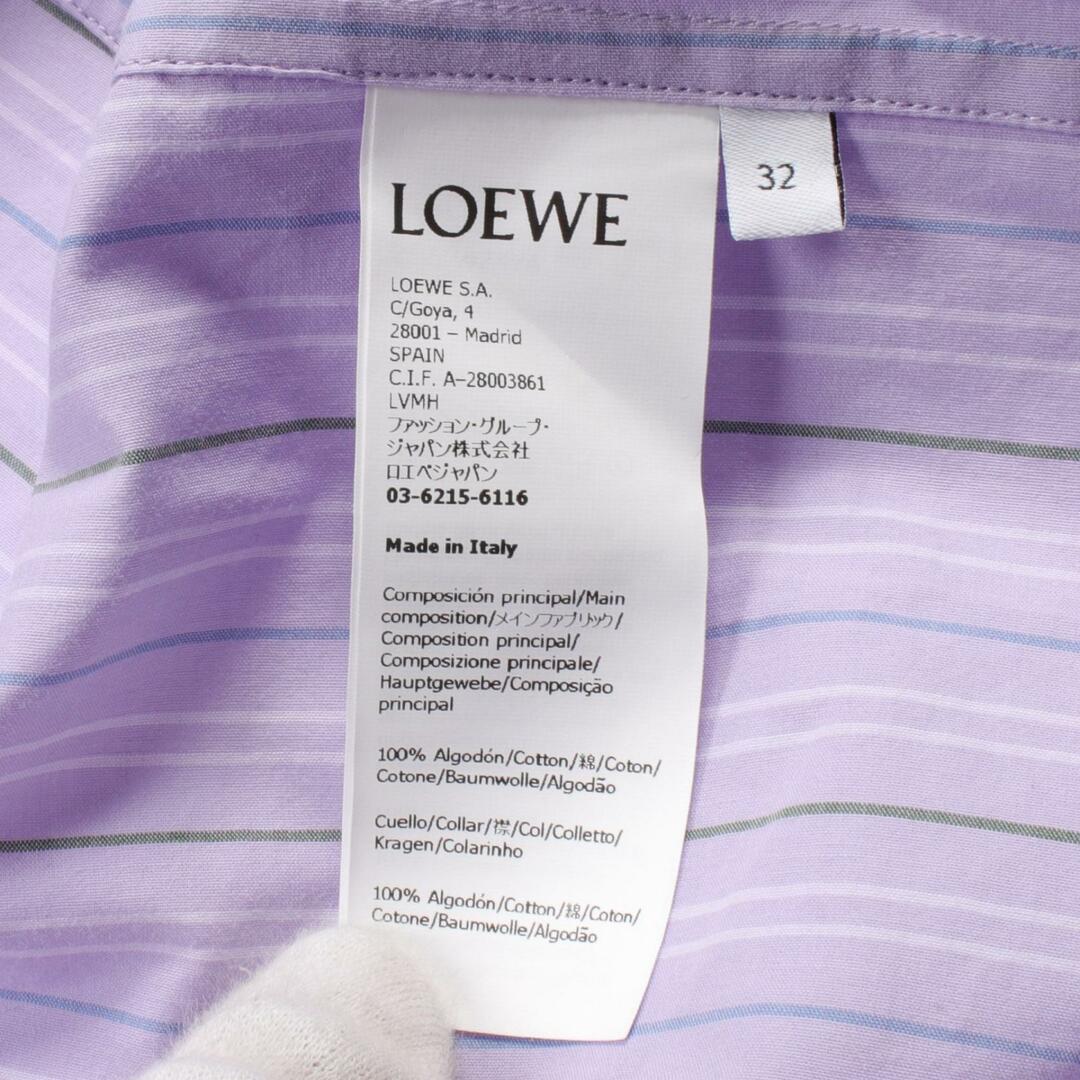 LOEWE
32
LOEWE S.A.
C/Goya, 4
28001 – Madrid
SPAIN
C.I.F. A-28003861
LVMH
ファッション・グループ・
ジャパン株式会社
ロエベジャパン
03-6215-6116
Made in Italy
Composición principal/Main
composition/メインファブリック/
Composition principal/
Composizione principale/
Hauptgewebe/Composição
principal
100% Algodón/Cotton/綿/Coton/
Cotone/Baumwolle/Algodão
Cuello/Collar/襟/Col/Colletto/
Kragen/Colarinho
100% Algodón/Cotton/綿/Coton/
Cotone/Baumwolle/Algodão